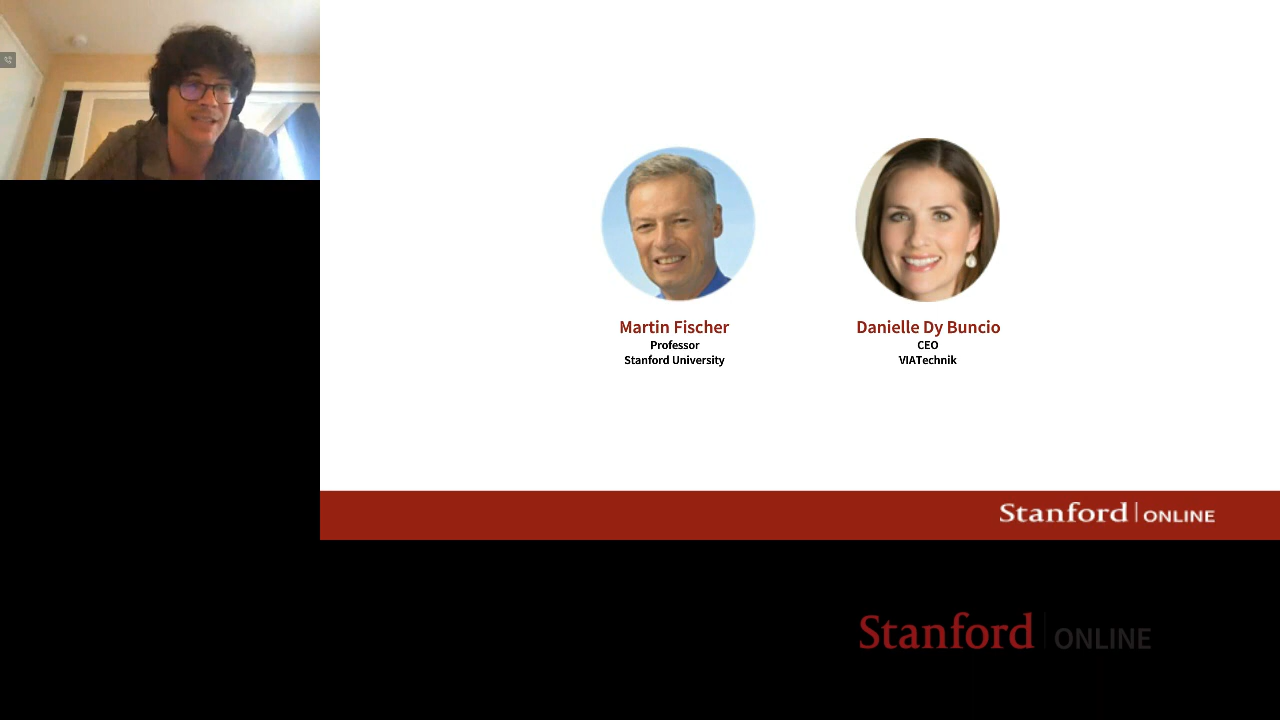 Martin Fischer
Professor
Stanford University
Danielle Dy Buncio
CEO
VIATechnik
Stanford | ONLINE
Stanford | ONLINE